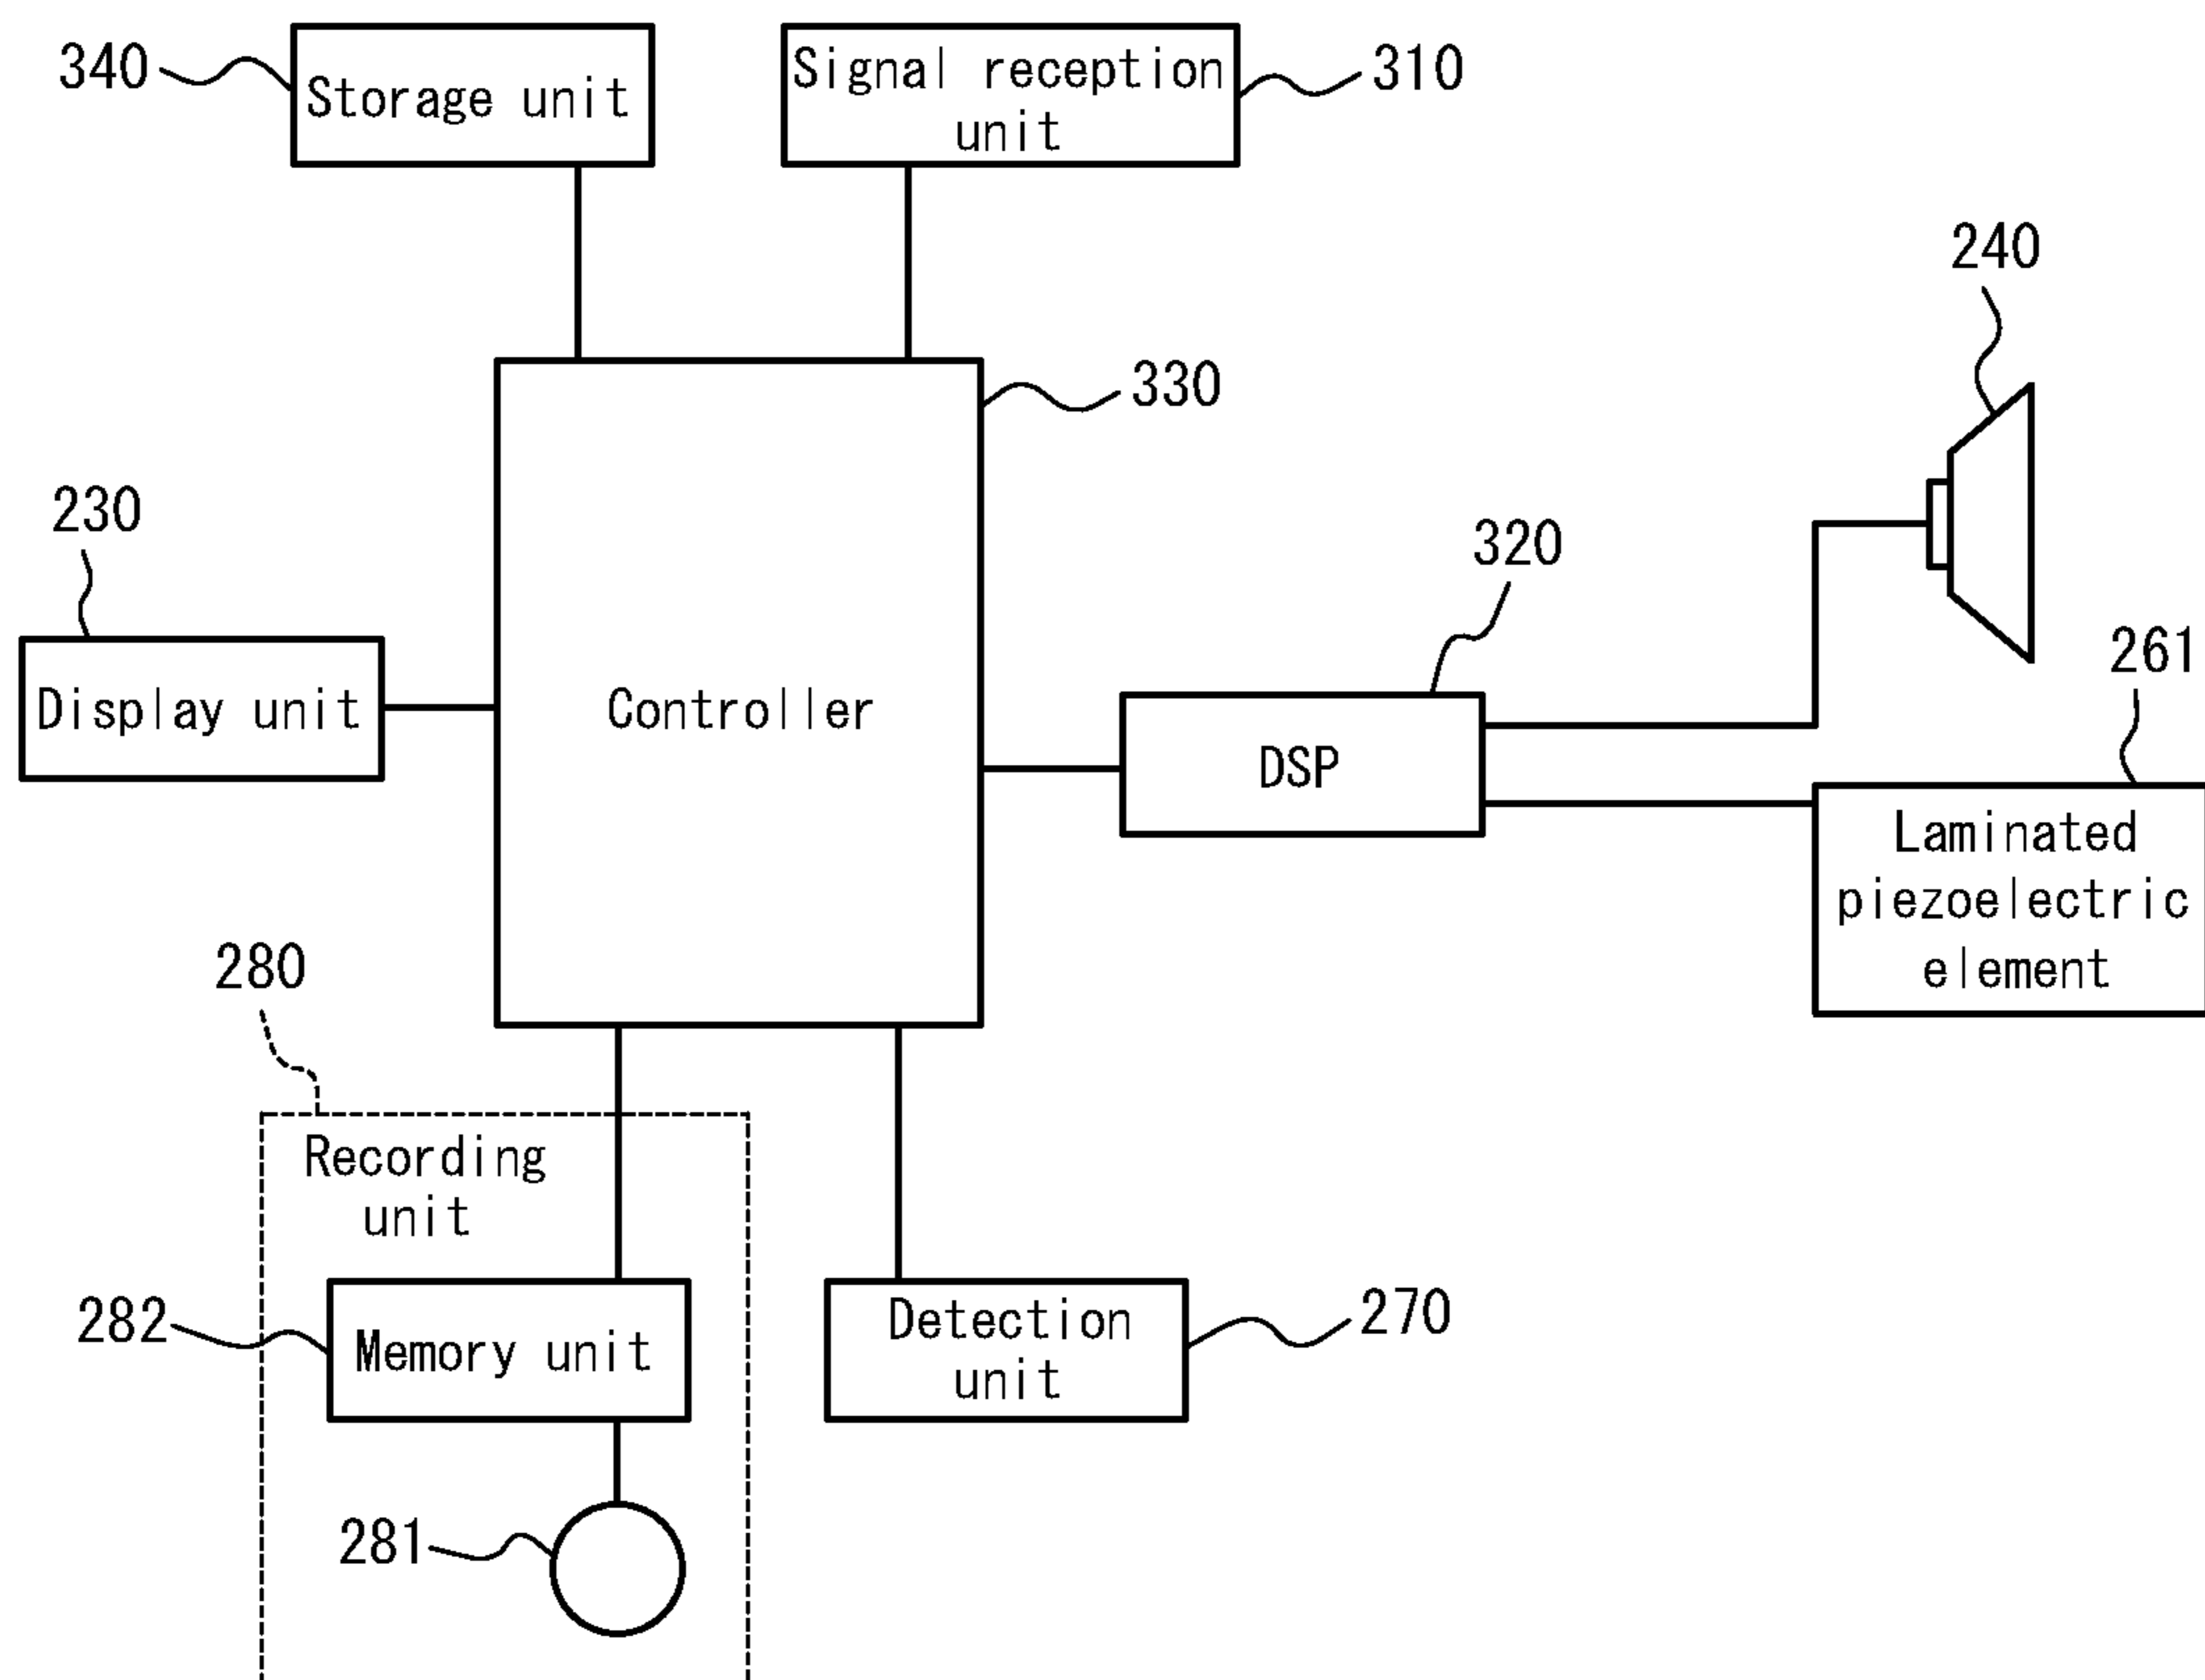 340
Storage unit
Signal reception
unit
310
240
330
230
320
261
Display unit
Controller
DSP
Laminated
piezoelectric
element
280
Recording
unit
282
Memory unit
Detection
unit
270
281